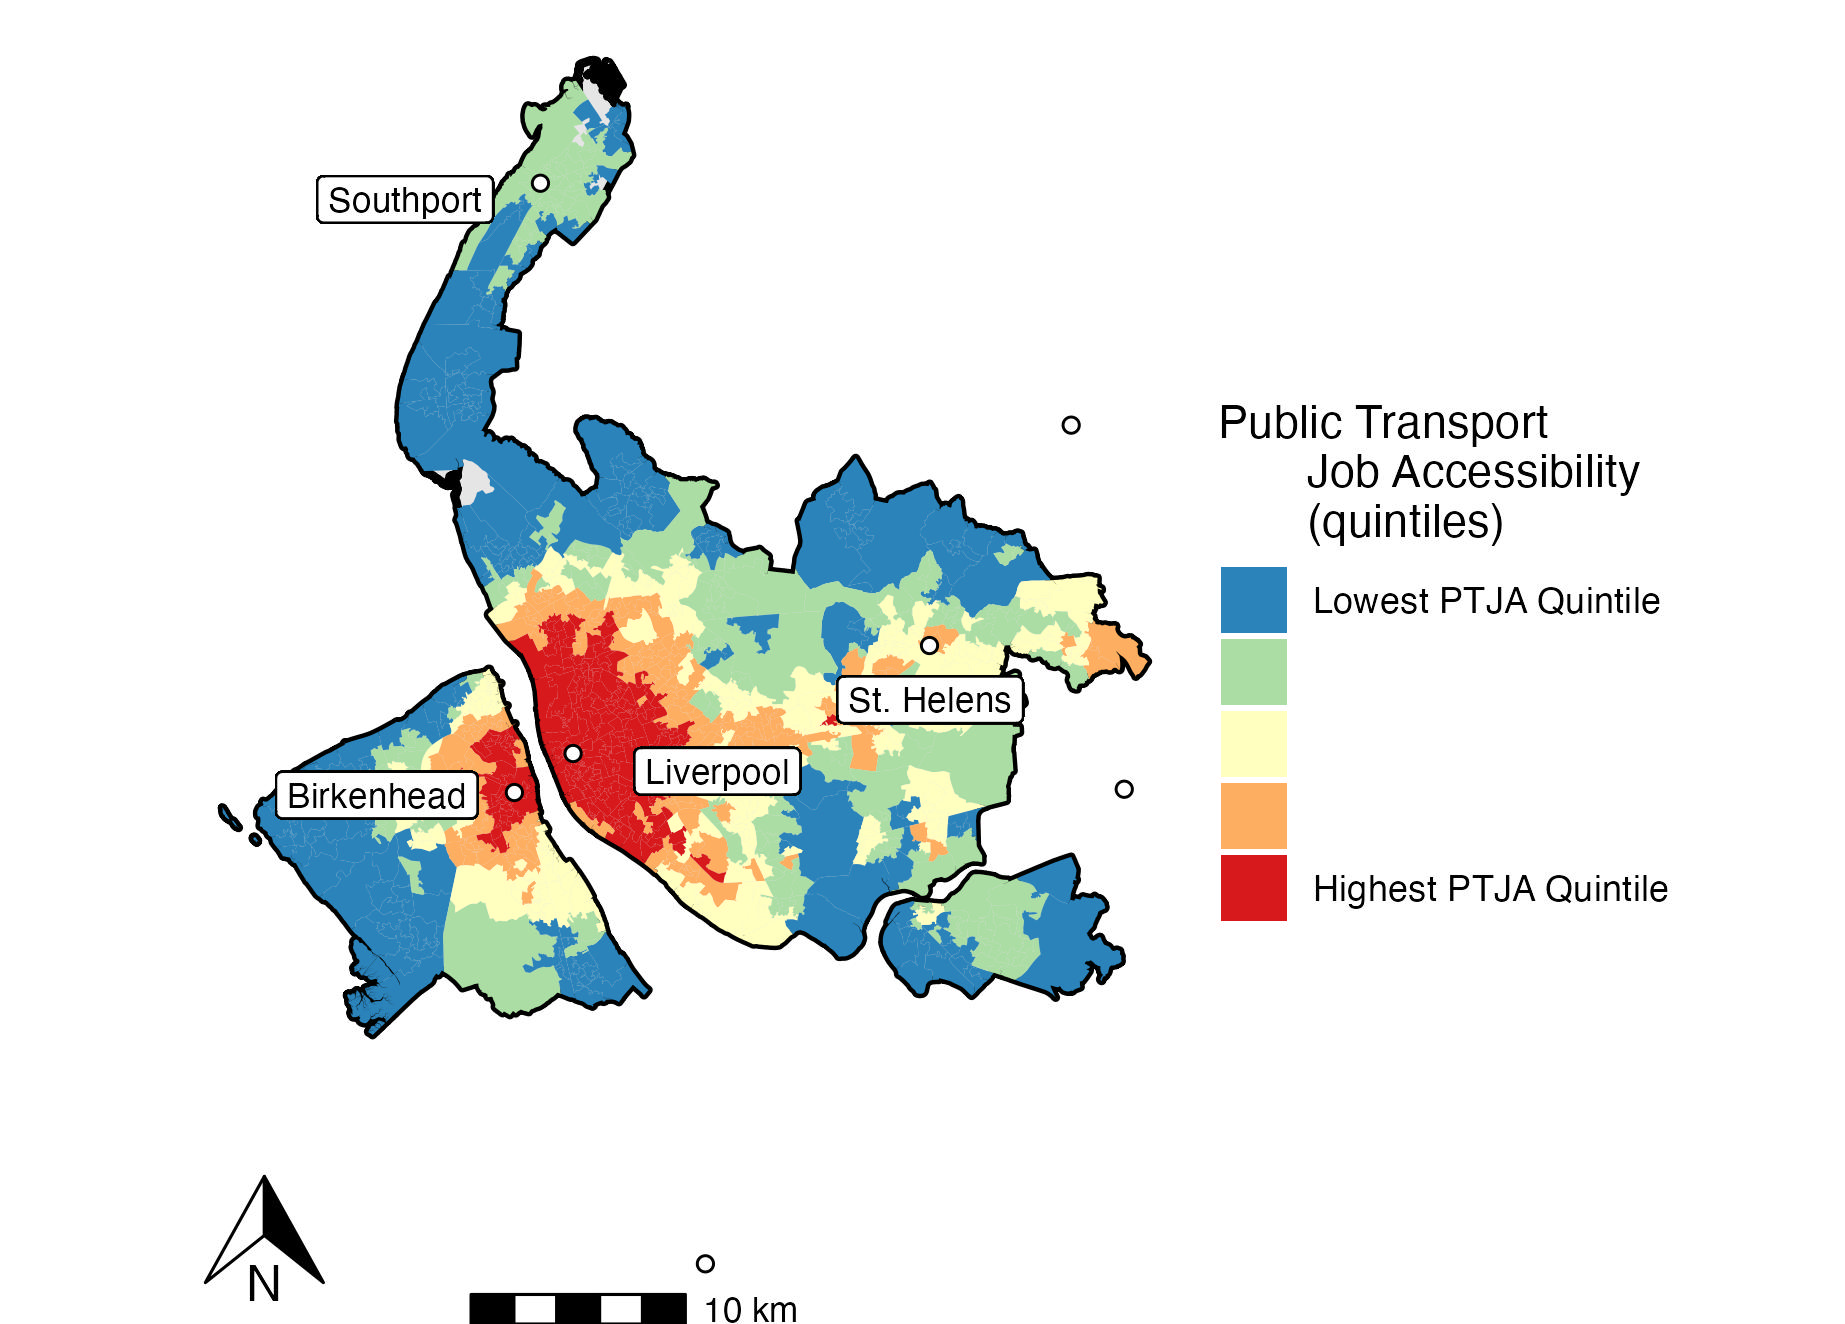 Southport
Public Transport
Job Accessibility
(quintiles)
Lowest PTJA Quintile
St. Helens
Liverpool
Birkenhead
Highest PTJA Quintile
N
10 km